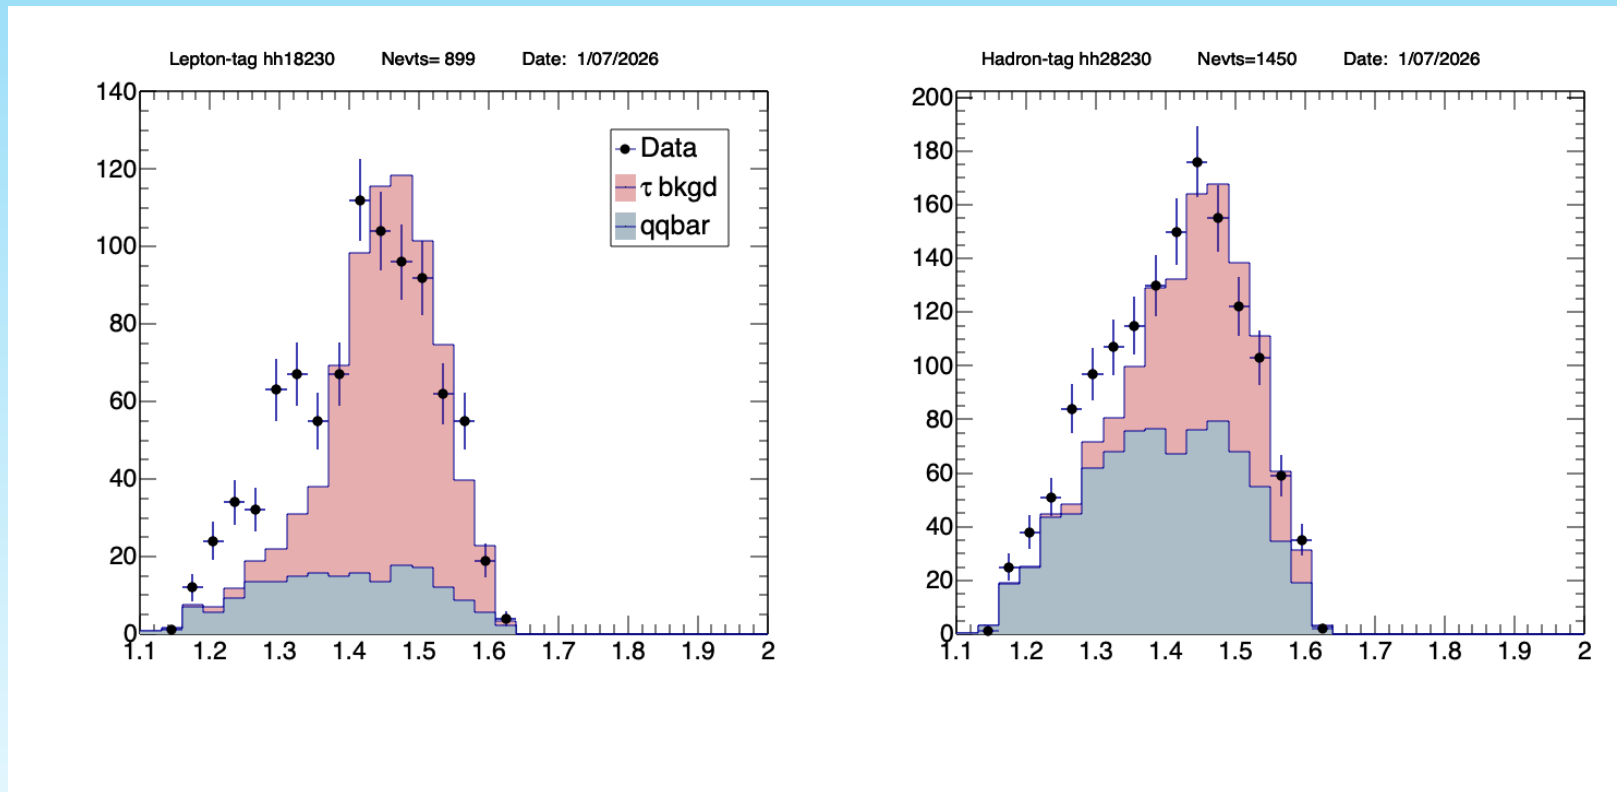 Lepton-tag hh18230 Nevts= 899 Date: 1/07/2026
140
120
100
80
60
40
20
0
1.1 1.2 1.3 1.4 1.5 1.6 1.7 1.8 1.9 2
Data
τ bkgd
qqbar
Hadron-tag hh28230 Nevts=1450 Date: 1/07/2026
200
180
160
140
120
100
80
60
40
20
0
1.1 1.2 1.3 1.4 1.5 1.6 1.7 1.8 1.9 2